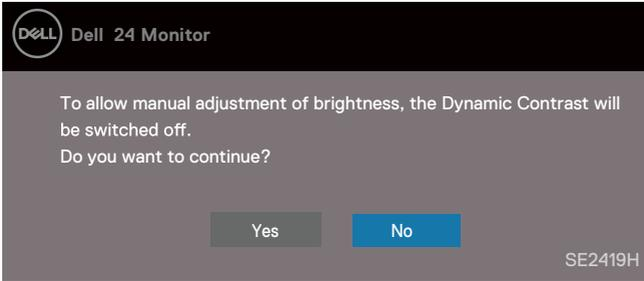 DELL Dell 24 Monitor
To allow manual adjustment of brightness, the Dynamic Contrast will
be switched off.
Do you want to continue?
Yes No
SE2419H